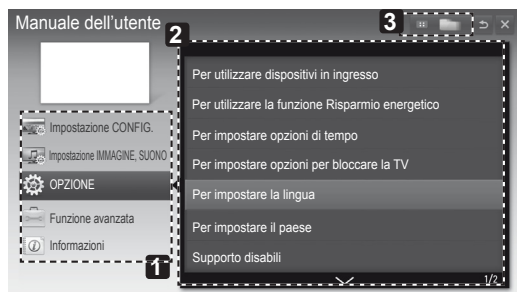 Manuale dell'utente
3
2
Impostazione CONFIG.
Impostazione IMMAGINE, SUONO
OPZIONE
Funzione avanzata
Informazioni
1
Per utilizzare dispositivi in ingresso
Per utilizzare la funzione Risparmio energetico
Per impostare opzioni di tempo
Per impostare opzioni per bloccare la TV
Per impostare la lingua
Per impostare il paese
Supporto disabili
1/2